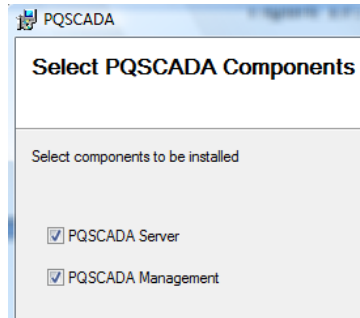 PQSCADA
Select PQSCADA Components
Select components to be installed
PQSCADA Server
PQSCADA Management